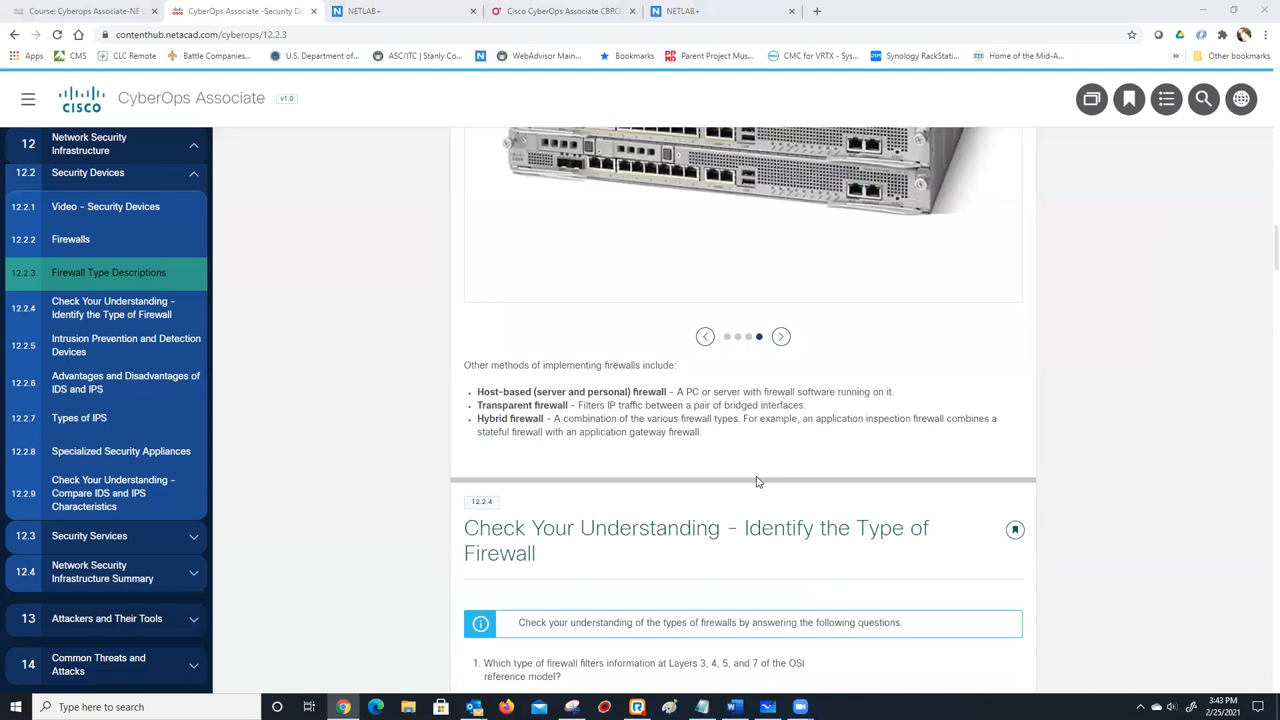 Course: Cyberops Associate-NE S
CyberOps Associate -Security De
NETLAB+
Cisco CyberOps Associate CBRO
NETLAB+
contenthub.netacad.com/cyberops/12.2.3
Apps
CMS
CLC Remote
Battle Companies...
U.S. Department of...
ASC/ITC | Stanly Co...
WebAdvisor Main...
Bookmarks
Parent Project Mus...
CMC for VRTX - Sys...
Synology RackStati...
Home of the Mid-A...
»
Other bookmarks
CISCO
CyberOps Associate
v1.0
12 Network Security
Infrastructure
12.2 Security Devices
12.2.1 Video – Security Devices
12.2.2 Firewalls
12.2.3 Firewall Type Descriptions
12.2.4 Check Your Understanding –
Identify the Type of Firewall
12.2.5 Intrusion Prevention and Detection
Devices
12.2.6 Advantages and Disadvantages of
IDS and IPS
12.2.7 Types of IPS
12.2.8 Specialized Security Appliances
12.2.9 Check Your Understanding –
Compare IDS and IPS
Characteristics
12.3 Security Services
12.4 Network Security
Infrastructure Summary
13 Attackers and Their Tools
14 Common Threats and
Attacks
Other methods of implementing firewalls include:
• Host-based (server and personal) firewall – A PC or server with firewall software running on it.
• Transparent firewall – Filters IP traffic between a pair of bridged interfaces.
• Hybrid firewall – A combination of the various firewall types. For example, an application inspection firewall combines a
stateful firewall with an application gateway firewall.
12.2.4
Check Your Understanding – Identify the Type of
Firewall
Check your understanding of the types of firewalls by answering the following questions.
1. Which type of firewall filters information at Layers 3, 4, 5, and 7 of the OSI
reference model?
Type here to search
3:43 PM
2/25/2021